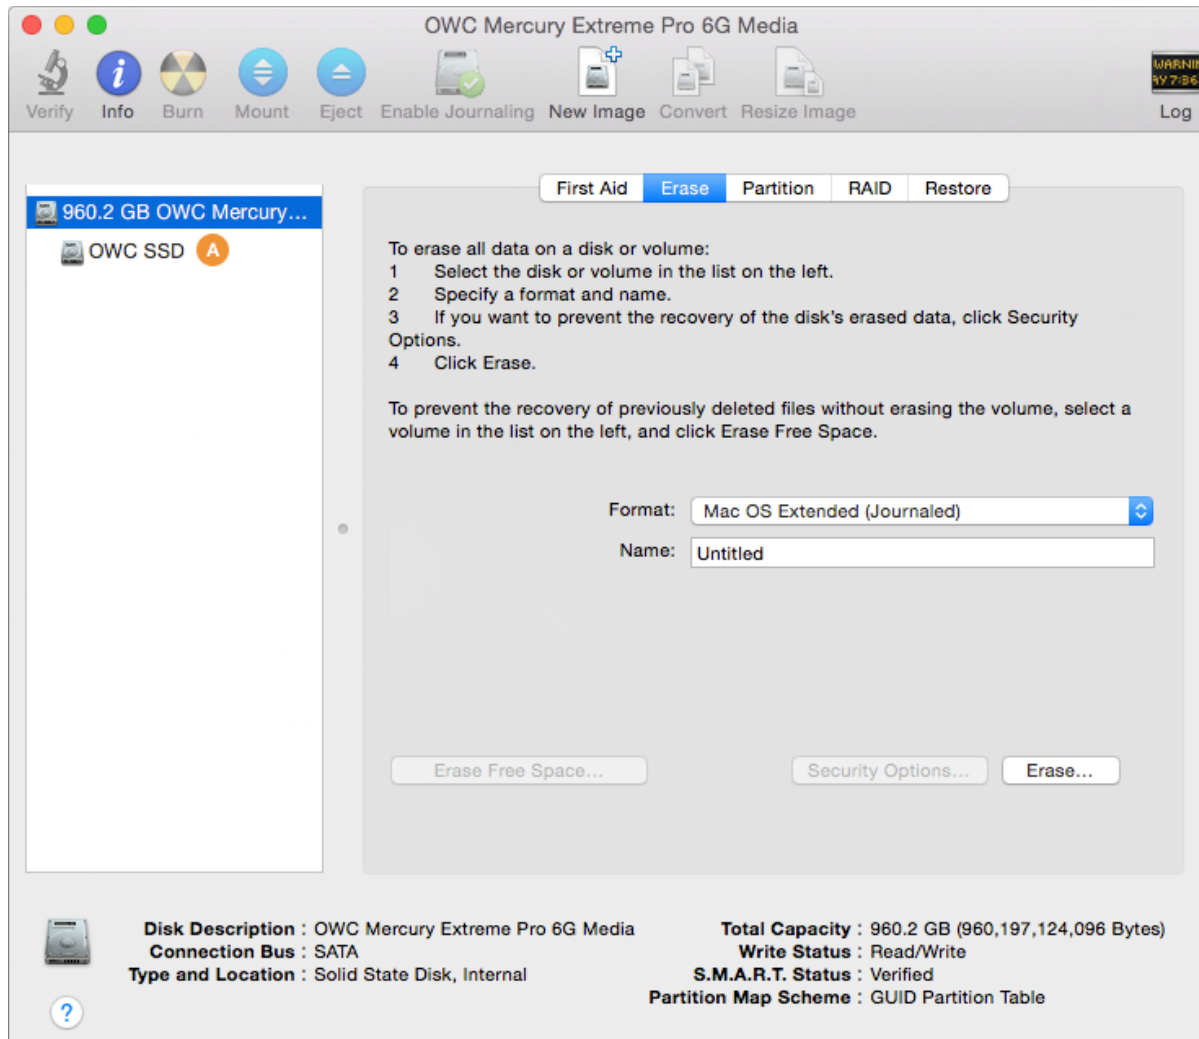 OWC Mercury Extreme Pro 6G Media
Verify Info Burn Mount Eject Enable Journaling New Image Convert Resize Image Log
First Aid Erase Partition RAID Restore
960.2 GB OWC Mercury...
OWC SSD A
To erase all data on a disk or volume:
1 Select the disk or volume in the list on the left.
2 Specify a format and name.
3 If you want to prevent the recovery of the disk's erased data, click Security
Options.
4 Click Erase.
To prevent the recovery of previously deleted files without erasing the volume, select a
volume in the list on the left, and click Erase Free Space.
Format: Mac OS Extended (Journaled)
Name: Untitled
Erase Free Space... Security Options... Erase...
Disk Description : OWC Mercury Extreme Pro 6G Media
Connection Bus : SATA
Type and Location : Solid State Disk, Internal
Total Capacity : 960.2 GB (960,197,124,096 Bytes)
Write Status : Read/Write
S.M.A.R.T. Status : Verified
Partition Map Scheme : GUID Partition Table
?